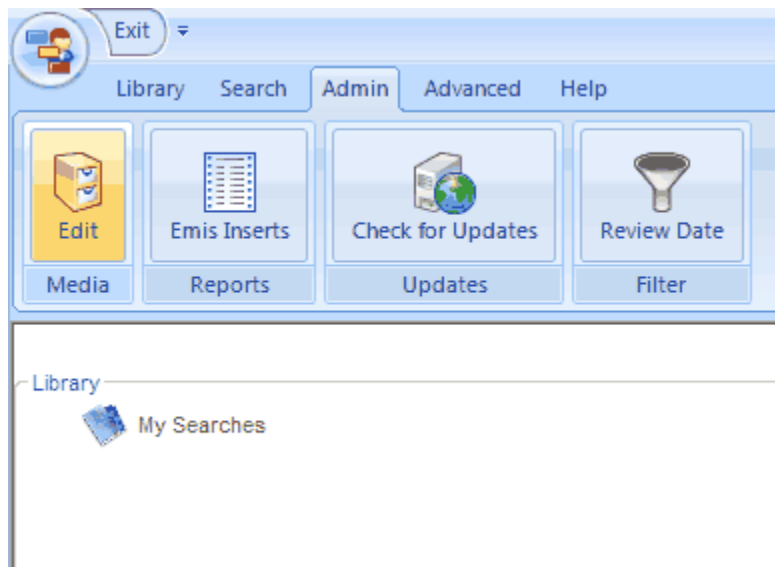 Exit
Library Search Admin Advanced Help
Edit Emis Inserts Check for Updates Review Date
Media Reports Updates Filter
Library
My Searches